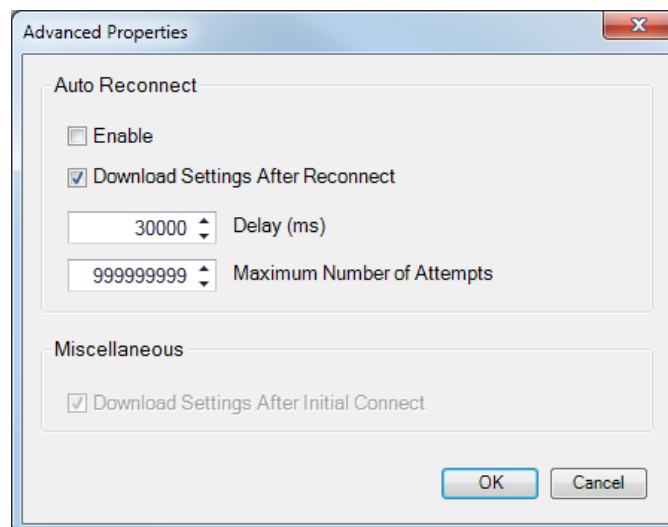 Advanced Properties
Auto Reconnect
Enable
Download Settings After Reconnect
30000 Delay (ms)
999999999 Maximum Number of Attempts
Miscellaneous
Download Settings After Initial Connect
OK Cancel